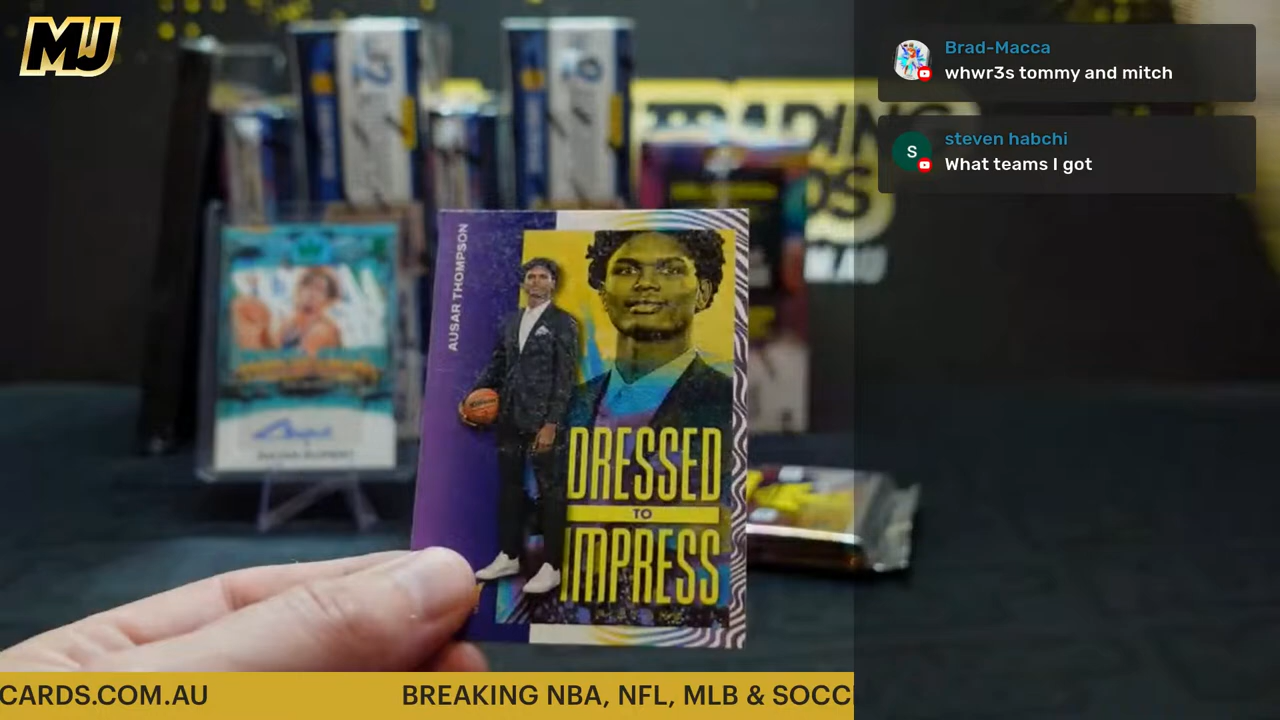 MJ
Brad-Macca
whwr3s tommy and mitch
steven habchi
S
What teams I got
TRADING
AUSAR THOMPSON
DRESSED
TO
IMPRESS
CARDS.COM.AU
BREAKING NBA, NFL, MLB & SOCC